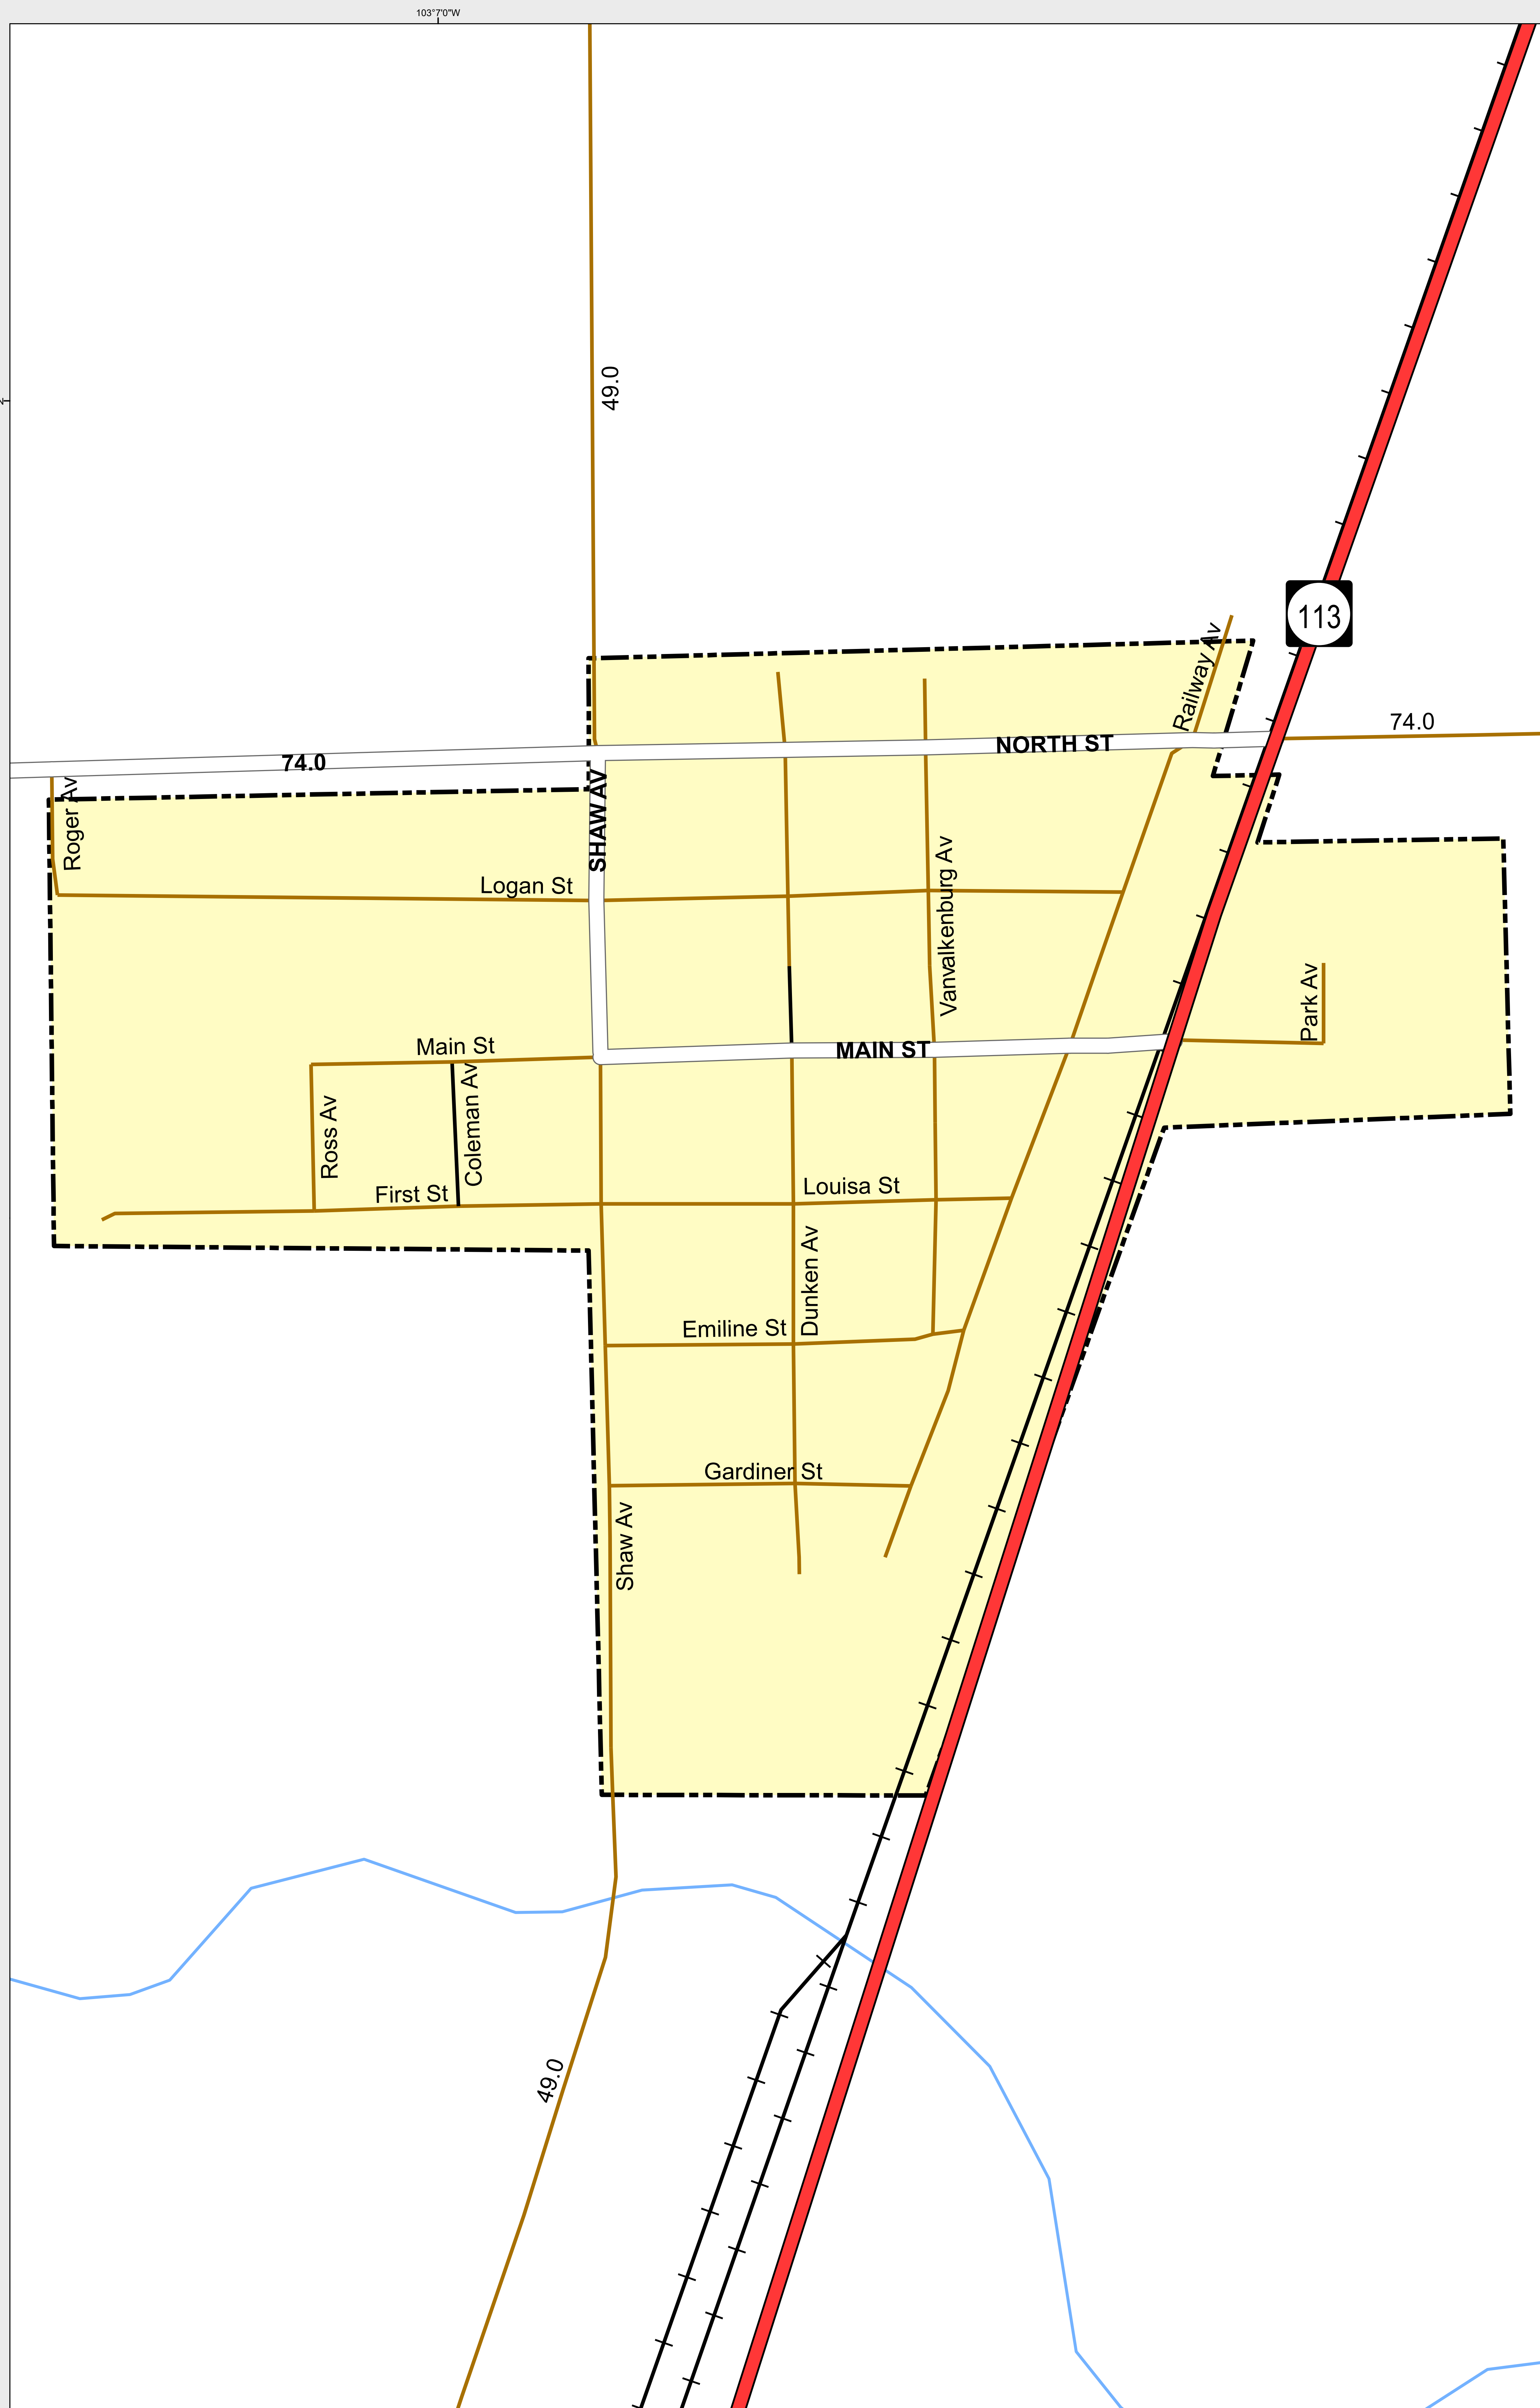 103°7'0"W
49.0
113
Railway Av
74.0
NORTH ST
74.0
SHAW AV
Roger Av
Vanvalkenburg Av
Logan St
Park Av
Main St
MAIN ST
Coleman Av
Ross Av
First St
Louisa St
Dunken Av
Emiline St
Gardiner St
Shaw Av
49.0